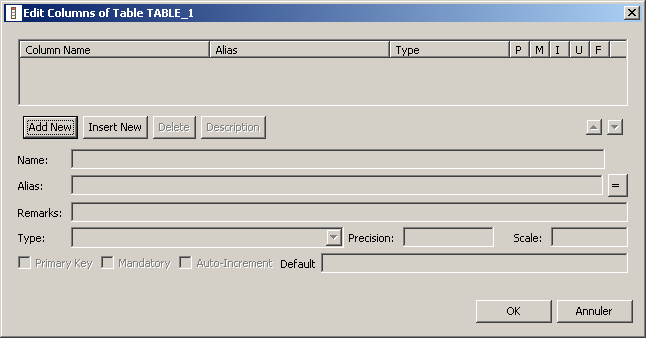 Edit Columns of Table TABLE_1
Column Name Alias Type P M I U F
Add New Insert New Delete Description
Name:
Alias: =
Remarks:
Type: Precision: Scale:
Primary Key Mandatory Auto-Increment Default
OK Annuler